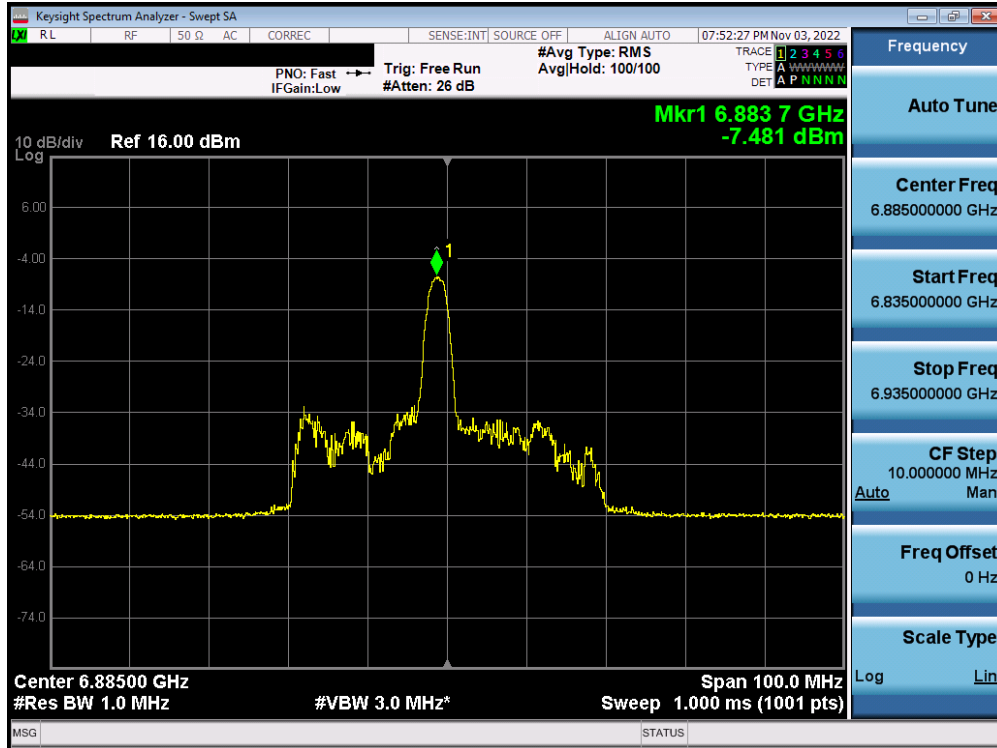 Keysight Spectrum Analyzer - Swept SA
LXI RL RF 50 Ω AC CORREC SENSE:INT SOURCE OFF ALIGN AUTO 07:52:27 PM Nov 03, 2022
PNO: Fast
IFGain:Low
Trig: Free Run
#Atten: 26 dB
#Avg Type: RMS
Avg|Hold: 100/100
TRACE 1 2 3 4 5 6
TYPE A WWWWW
DET A P N N N N
Mkr1 6.883 7 GHz
-7.481 dBm
10 dB/div
Log
Ref 16.00 dBm
6.00
-4.00
-14.0
-24.0
-34.0
-44.0
-54.0
-64.0
-74.0
1
Center 6.88500 GHz
Span 100.0 MHz
#Res BW 1.0 MHz
#VBW 3.0 MHz*
Sweep 1.000 ms (1001 pts)
MSG
STATUS
Frequency
Auto Tune
Center Freq
6.885000000 GHz
Start Freq
6.835000000 GHz
Stop Freq
6.935000000 GHz
CF Step
10.000000 MHz
Auto Man
Freq Offset
0 Hz
Scale Type
Log Lin